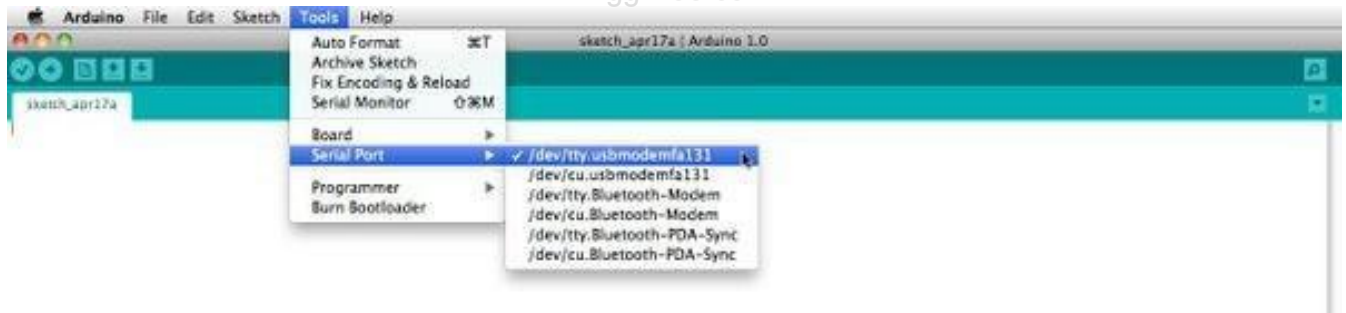 Arduino File Edit Sketch Tools Help
sketch_apr17a | Arduino 1.0
sketch_apr17a
Auto Format ⌘T
Archive Sketch
Fix Encoding & Reload
Serial Monitor ⇧⌘M
Board
Serial Port
Programmer
Burn Bootloader
✓ /dev/tty.usbmodemfa131
/dev/cu.usbmodemfa131
/dev/tty.Bluetooth-Modem
/dev/cu.Bluetooth-Modem
/dev/tty.Bluetooth-PDA-Sync
/dev/cu.Bluetooth-PDA-Sync